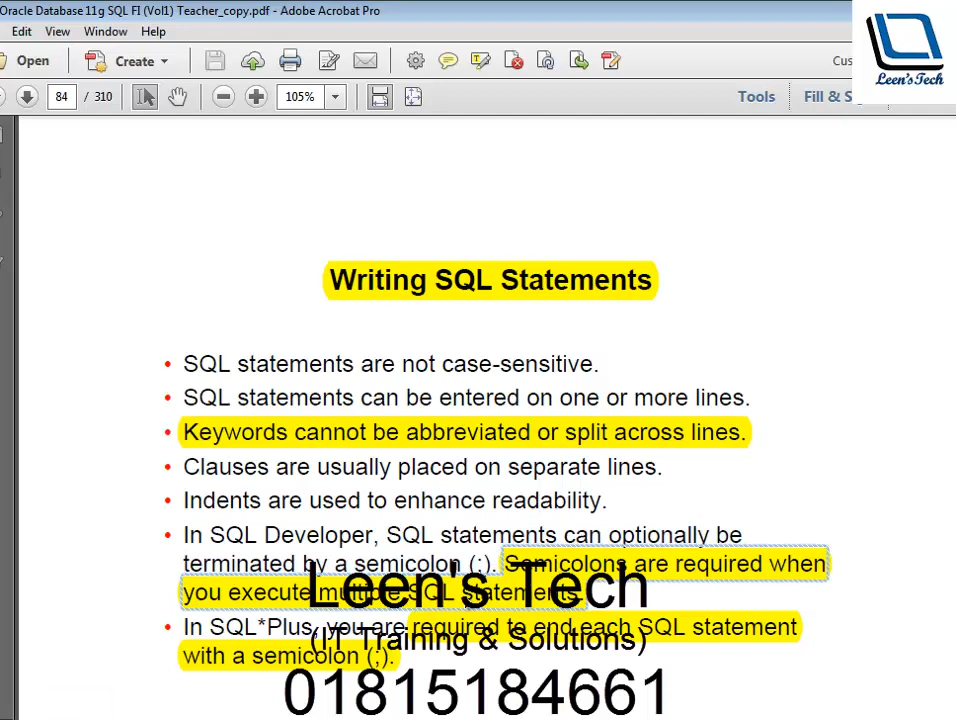 Oracle Database 11g SQL FI (Vol1) Teacher_copy.pdf - Adobe Acrobat Pro
Edit View Window Help
Open Create
84 / 310 105% Tools Fill &
Leen's Tech
Writing SQL Statements
• SQL statements are not case-sensitive.
• SQL statements can be entered on one or more lines.
• Keywords cannot be abbreviated or split across lines.
• Clauses are usually placed on separate lines.
• Indents are used to enhance readability.
• In SQL Developer, SQL statements can optionally be
terminated by a semicolon (;). Semicolons are required when
you execute multiple SQL statements.
• In SQL*Plus, you are required to end each SQL statement
with a semicolon (;).
Leen's Tech
(IT Training & Solutions)
01815184661